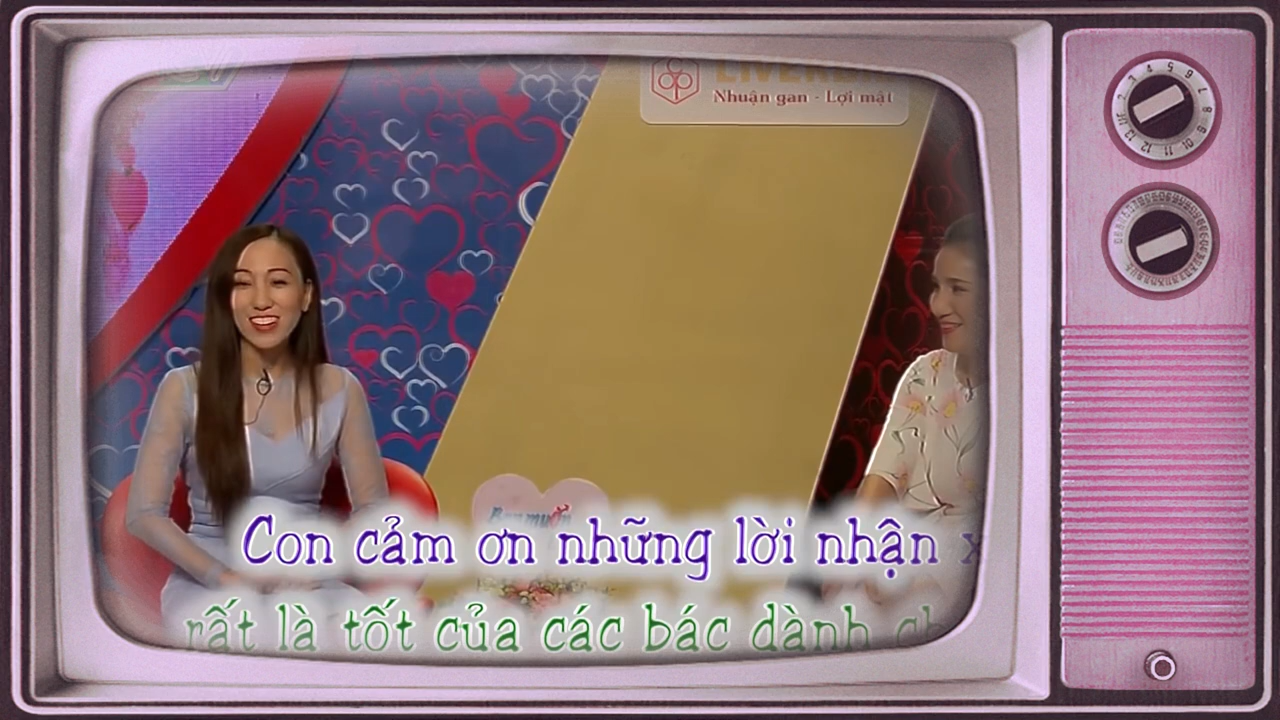 Nhuận gan - Lợi mật
Con cảm ơn những lời nhận
rất là tốt của các bác dành